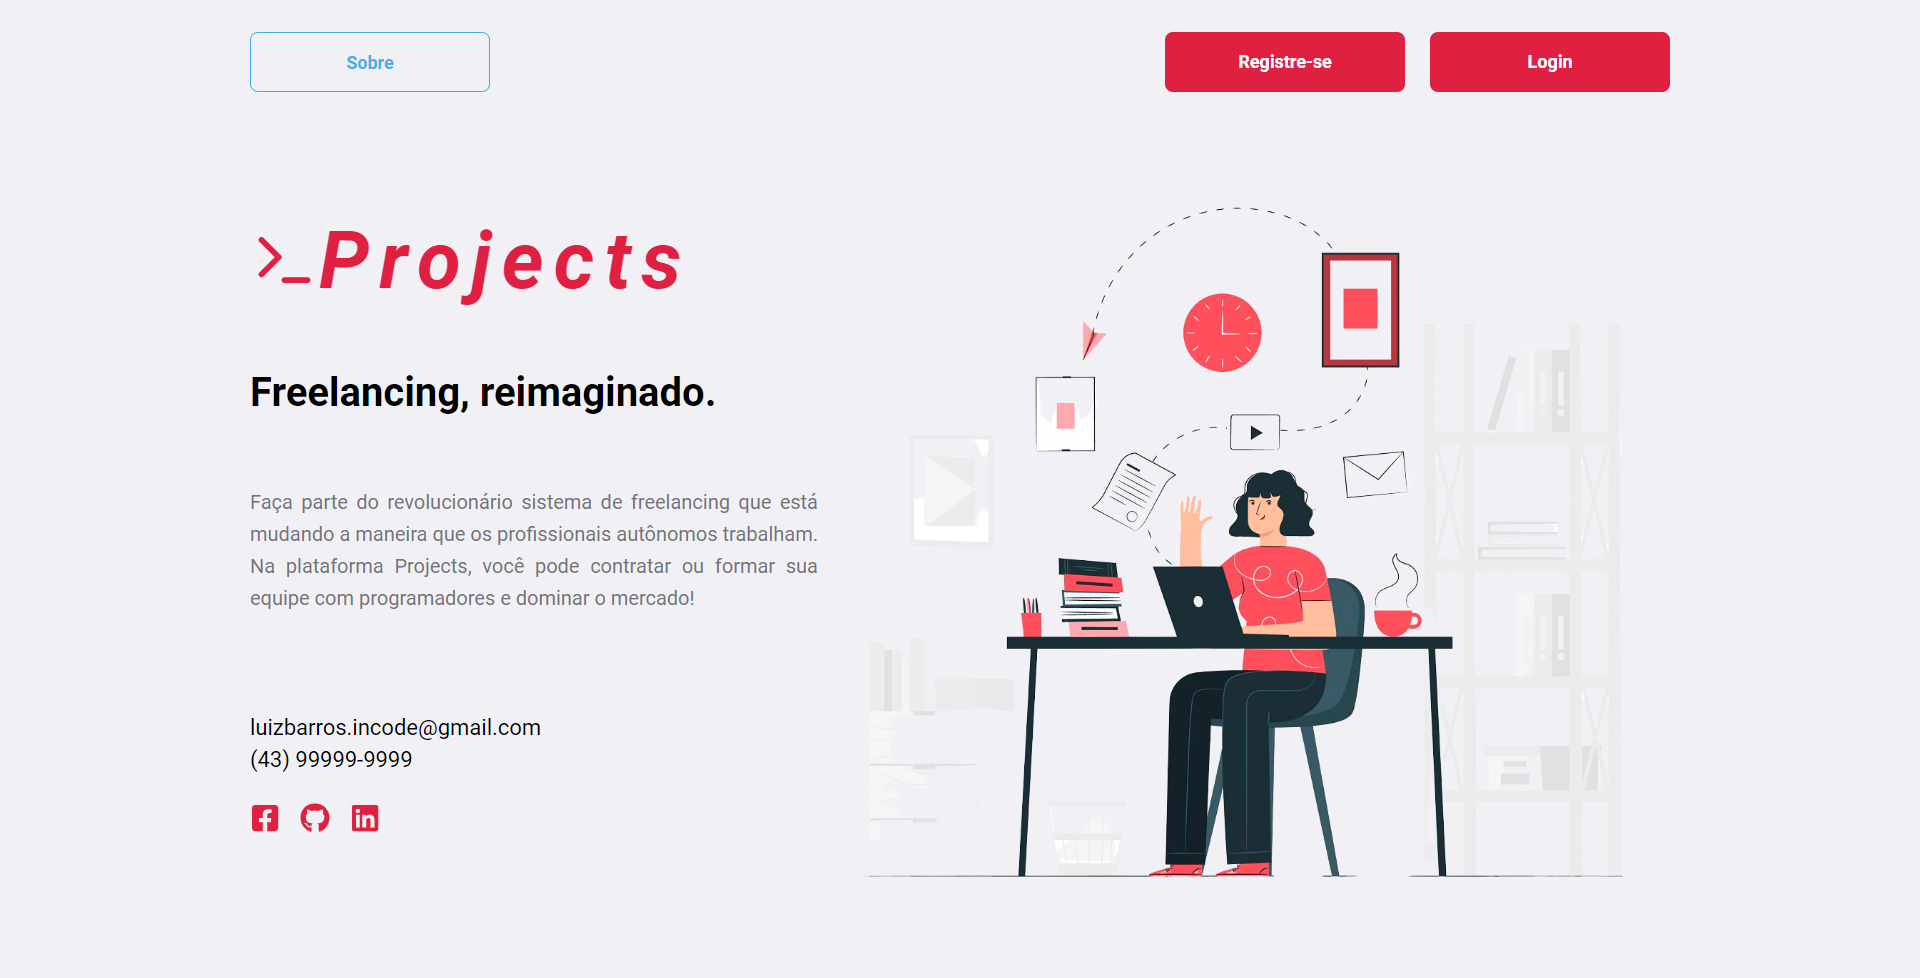 Sobre
Registre-se
Login
>_Projects
Freelancing, reimaginado.
Faça parte do revolucionário sistema de freelancing que está
mudando a maneira que os profissionais autônomos trabalham.
Na plataforma Projects, você pode contratar ou formar sua
equipe com programadores e dominar o mercado!
luizbarros.incode@gmail.com
(43) 99999-9999